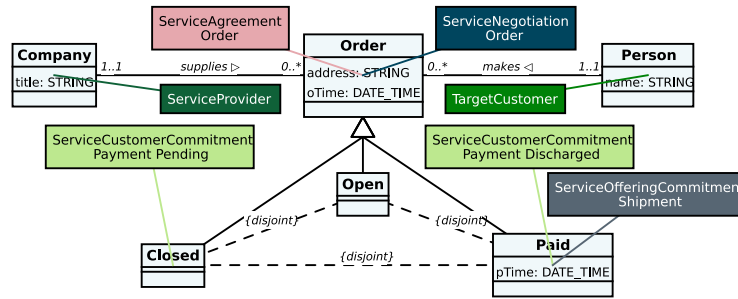 ServiceAgreement
Order
ServiceNegotiation
Order
Company
title: STRING
1..1
supplies ▷
0..*
Order
address: STRING
oTime: DATE_TIME
0..*
makes ◁
1..1
Person
name: STRING
ServiceProvider
TargetCustomer
ServiceCustomerCommitment
Payment Pending
ServiceCustomerCommitment
Payment Discharged
Open
ServiceOfferingCommitment
Shipment
{disjoint}
{disjoint}
Closed
{disjoint}
Paid
pTime: DATE_TIME